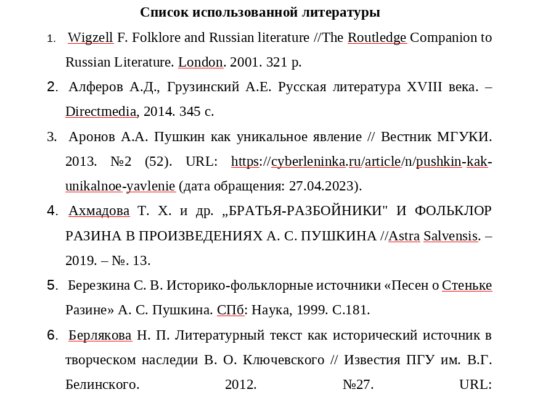 Список использованной литературы
1. Wigzell F. Folklore and Russian literature //The Routledge Companion to
Russian Literature. London. 2001. 321 p.
2. Алферов А.Д., Грузинский А.Е. Русская литература XVIII века. –
Directmedia, 2014. 345 с.
3. Аронов А.А. Пушкин как уникальное явление // Вестник МГУКИ.
2013. №2 (52). URL: https://cyberleninka.ru/article/n/pushkin-kak-
unikalnoe-yavlenie (дата обращения: 27.04.2023).
4. Ахмадова Т. Х. и др. „БРАТЬЯ-РАЗБОЙНИКИ" И ФОЛЬКЛОР
РАЗИНА В ПРОИЗВЕДЕНИЯХ А. С. ПУШКИНА //Astra Salvensis. –
2019. – №. 13.
5. Березкина С. В. Историко-фольклорные источники «Песен о Стеньке
Разине» А. С. Пушкина. СПб: Наука, 1999. С.181.
6. Берлякова Н. П. Литературный текст как исторический источник в
творческом наследии В. О. Ключевского // Известия ПГУ им. В.Г.
Белинского. 2012. №27. URL: